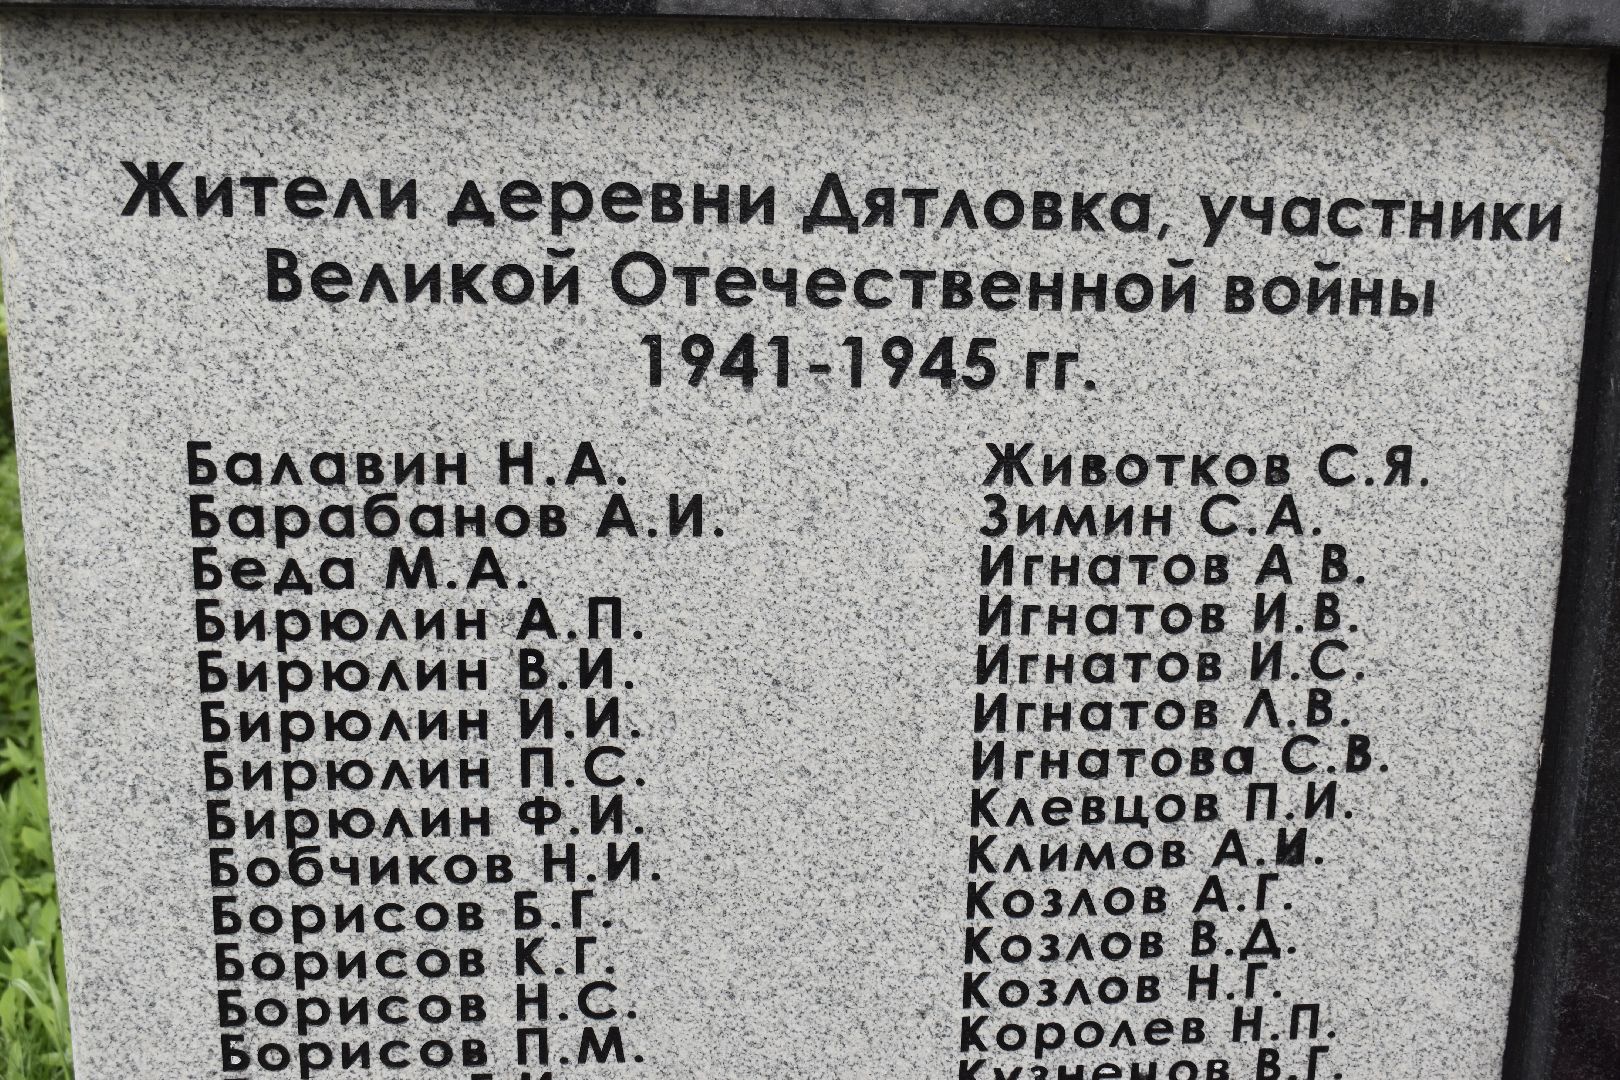 Жители деревни Дятловка, участники
Великой Отечественной войны
1941-1945 гг.
Балавин Н.А.
Барабанов А.И.
Беда М.А.
Бирюлин А.П.
Бирюлин В.И.
Бирюлин И.И.
Бирюлин П.С.
Бирюлин Ф.И.
Бобчиков Н.И.
Борисов Б.Г.
Борисов К.Г.
Борисов Н.С.
Борисов П.М.
Животков С.Я.
Зимин С.А.
Игнатов А В.
Игнатов И.В.
Игнатов И.С.
Игнатов Л.В.
Игнатова С.В.
Клевцов П.И.
Климов А.И.
Козлов А.Г.
Козлов В.Д.
Козлов Н.Г.
Королев Н.П.
Кузнецов В.Г.